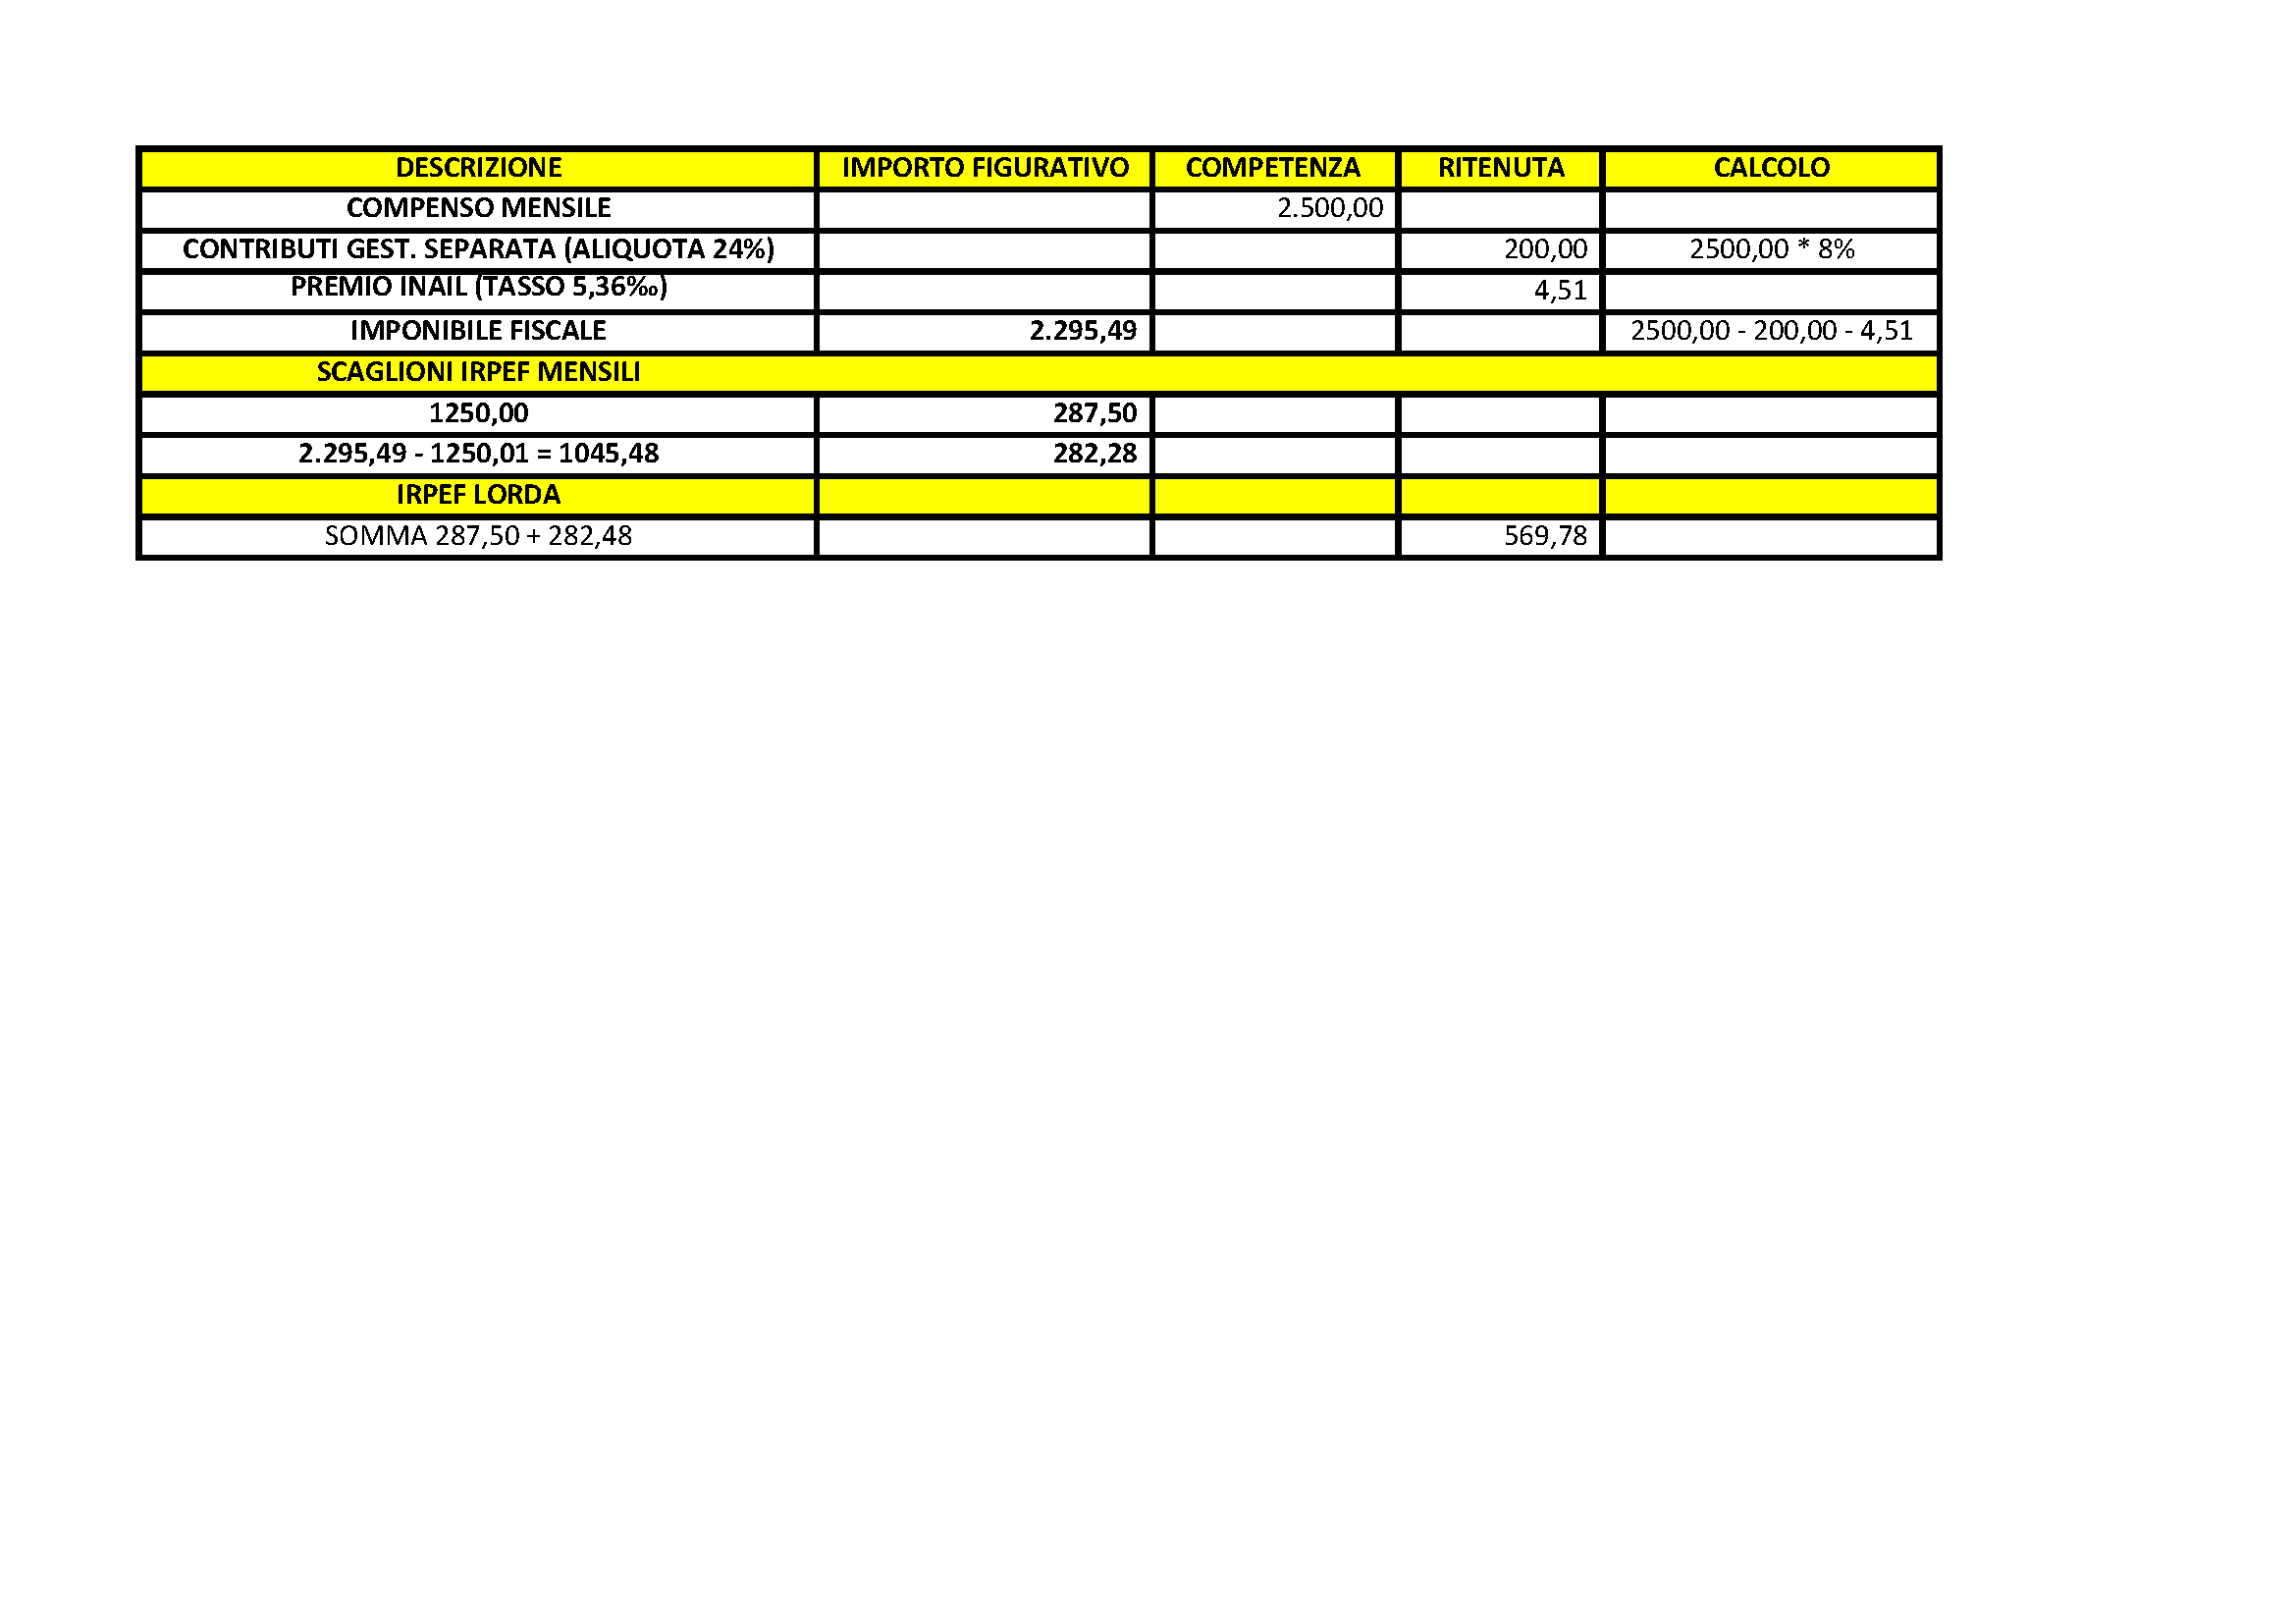 DESCRIZIONE IMPORTO FIGURATIVO COMPETENZA RITENUTA CALCOLO
COMPENSO MENSILE 2.500,00
CONTRIBUTI GEST. SEPARATA (ALIQUOTA 24%) 200,00 2500,00 * 8%
PREMIO INAIL (TASSO 5,36‰) 4,51
IMPONIBILE FISCALE 2.295,49 2500,00 - 200,00 - 4,51
SCAGLIONI IRPEF MENSILI
1250,00 287,50
2.295,49 - 1250,01 = 1045,48 282,28
IRPEF LORDA
SOMMA 287,50 + 282,48 569,78